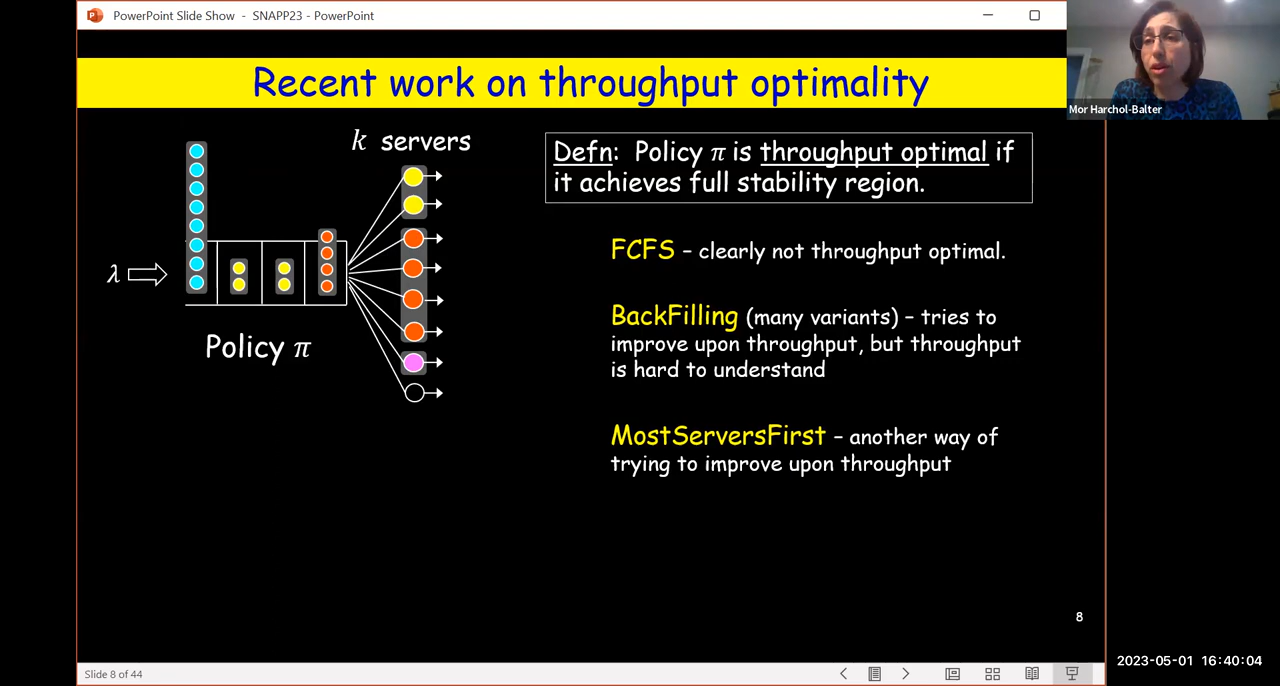 PowerPoint Slide Show - SNAPP23 - PowerPoint
Mor Harchol-Balter
Recent work on throughput optimality
k servers
λ
Policy π
Defn: Policy π is throughput optimal if
it achieves full stability region.
FCFS – clearly not throughput optimal.
BackFilling (many variants) – tries to
improve upon throughput, but throughput
is hard to understand
MostServersFirst – another way of
trying to improve upon throughput
8
Slide 8 of 44
2023-05-01 16:40:04